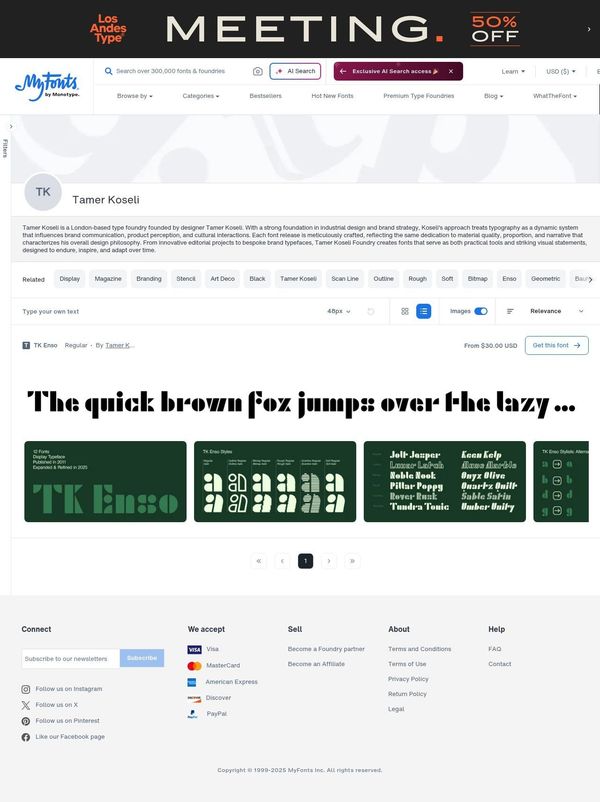 Los Andes Type®
MEETING.
50% OFF
MyFonts by Monotype.
Search over 300,000 fonts & foundries
AI Search
Exclusive AI Search access
Learn
USD ($)
Browse by
Categories
Bestsellers
Hot New Fonts
Premium Type Foundries
Blog
WhatTheFont
Filters
TK
Tamer Koseli
Tamer Koseli is a London-based type foundry founded by designer Tamer Koseli. With a strong foundation in industrial design and brand strategy, Koseli's approach treats typography as a dynamic system
that influences brand communication, product perception, and cultural interactions. Each font release is meticulously crafted, reflecting the same dedication to material quality, proportion, and narrative that
characterizes his overall design philosophy. From innovative editorial projects to bespoke brand typefaces, Tamer Koseli Foundry creates fonts that serve as both practical tools and striking visual statements,
designed to endure, inspire, and adapt over time.
Related
Display
Magazine
Branding
Stencil
Art Deco
Black
Tamer Koseli
Scan Line
Outline
Rough
Soft
Bitmap
Enso
Geometric
Type your own text
48px
Images
Relevance
TK Enso
Regular
• By Tamer K...
From $30.00 USD
Get this font
The quick brown fox jumps over the lazy ...
12 Fonts
Display Typeface
Published in 2011
Expanded & Refined in 2025
TK Enso
TK Enso Styles
a a a a a a
a a a a a a
Jolt Jasper
Lunar Latch
Noble Nook
Pillar Poppy
Rover Rusk
Tundra Tonic
Keen Kelp
Muse Marble
Onyx Olive
Quartz Quilt
Sable Satin
Umber Unity
TK Enso Stylistic Alterna
a
b
d
g
« ‹ 1 › »
Connect
Subscribe to our newsletters
Subscribe
Follow us on Instagram
Follow us on X
Follow us on Pinterest
Like our Facebook page
We accept
Visa
MasterCard
American Express
Discover
PayPal
Sell
Become a Foundry partner
Become an Affiliate
About
Terms and Conditions
Terms of Use
Privacy Policy
Return Policy
Legal
Help
FAQ
Contact
Copyright © 1999-2025 MyFonts Inc. All rights reserved.